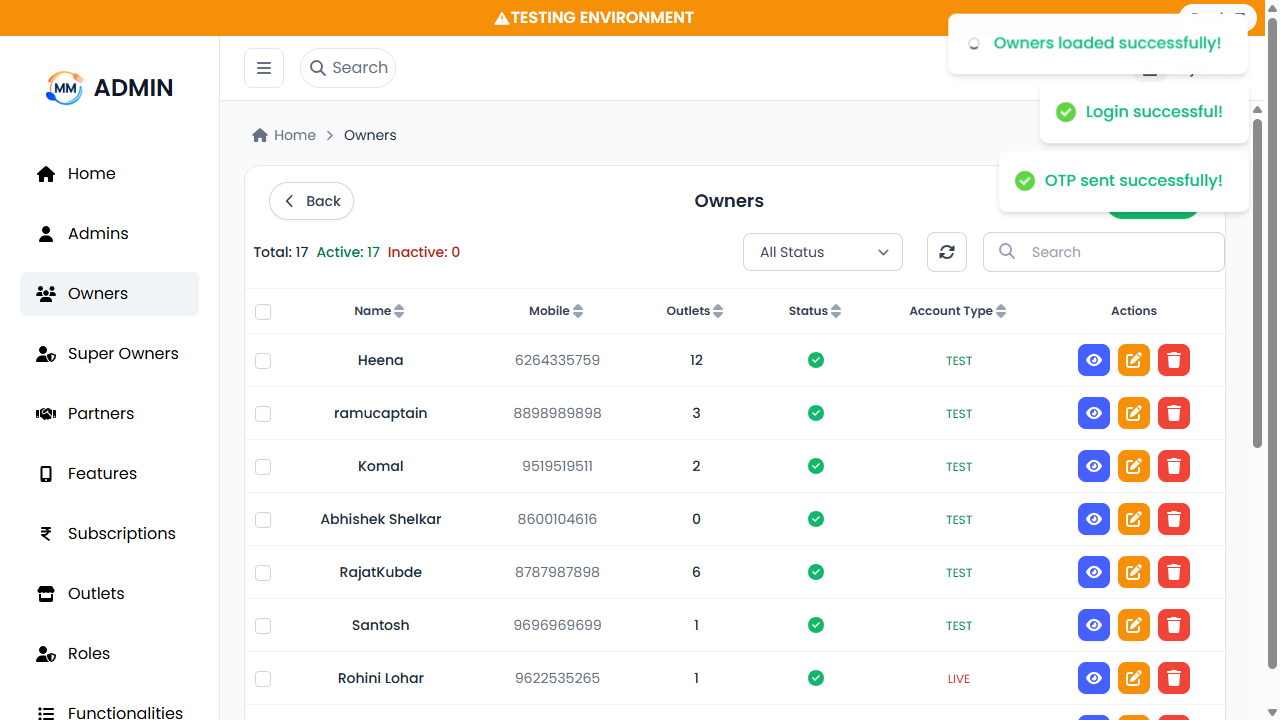 TESTING ENVIRONMENT
Owners loaded successfully!
Login successful!
OTP sent successfully!
MM ADMIN
Search
Home
Admins
Owners
Super Owners
Partners
Features
Subscriptions
Outlets
Roles
Functionalities
Home > Owners
Back
Owners
Total: 17 Active: 17 Inactive: 0
All Status
Search
Name Mobile Outlets Status Account Type Actions
Heena 6264335759 12 TEST
ramucaptain 8898989898 3 TEST
Komal 9519519511 2 TEST
Abhishek Shelkar 8600104616 0 TEST
RajatKubde 8787987898 6 TEST
Santosh 9696969699 1 TEST
Rohini Lohar 9622535265 1 LIVE